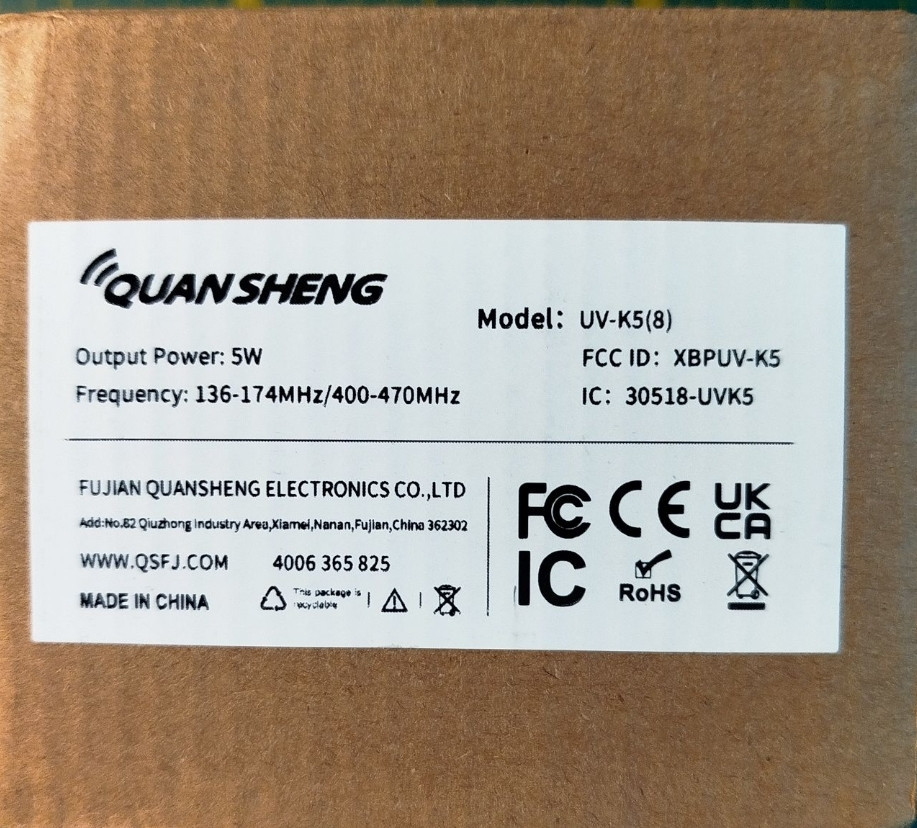 QUANSHENG
Model: UV-K5(8)
Output Power: 5W
FCC ID: XBPUV-K5
Frequency: 136-174MHz/400-470MHz
IC: 30518-UVK5
FUJIAN QUANSHENG ELECTRONICS CO.,LTD
Add:No.82 Qiuzhong Industry Area,Xiamei,Nanan,Fujian,China 362302
WWW.QSFJ.COM 4006 365 825
MADE IN CHINA
This package is
recyclable
FC CE UK
CA
IC RoHS